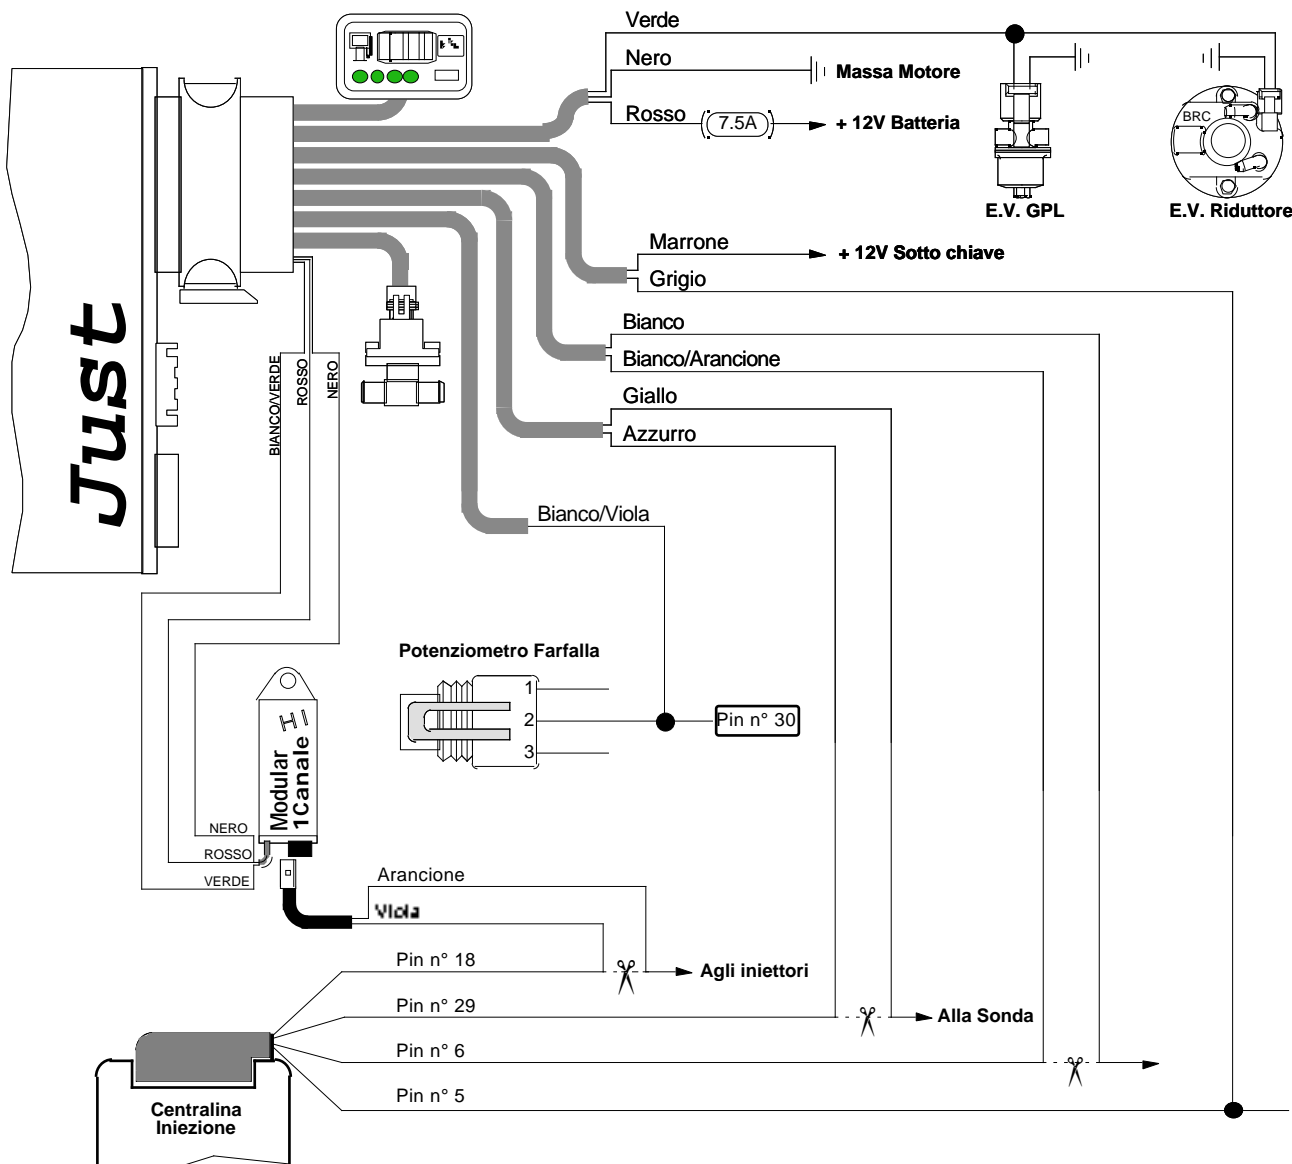 Verde
Nero
Massa Motore
Rosso
7.5A
+ 12V Batteria
BRC
E.V. GPL
E.V. Riduttore
Marrone
+ 12V Sotto chiave
Grigio
Bianco
Bianco/Arancione
Giallo
Azzurro
Just
BIANCO/VERDE
ROSSO
NERO
Bianco/Viola
Potenziometro Farfalla
1
2
3
Pin n° 30
HI
Modular
1Canale
NERO
ROSSO
VERDE
Arancione
Viola
Pin n° 18
Agli iniettori
Pin n° 29
Alla Sonda
Pin n° 6
Pin n° 5
Centralina
Iniezione